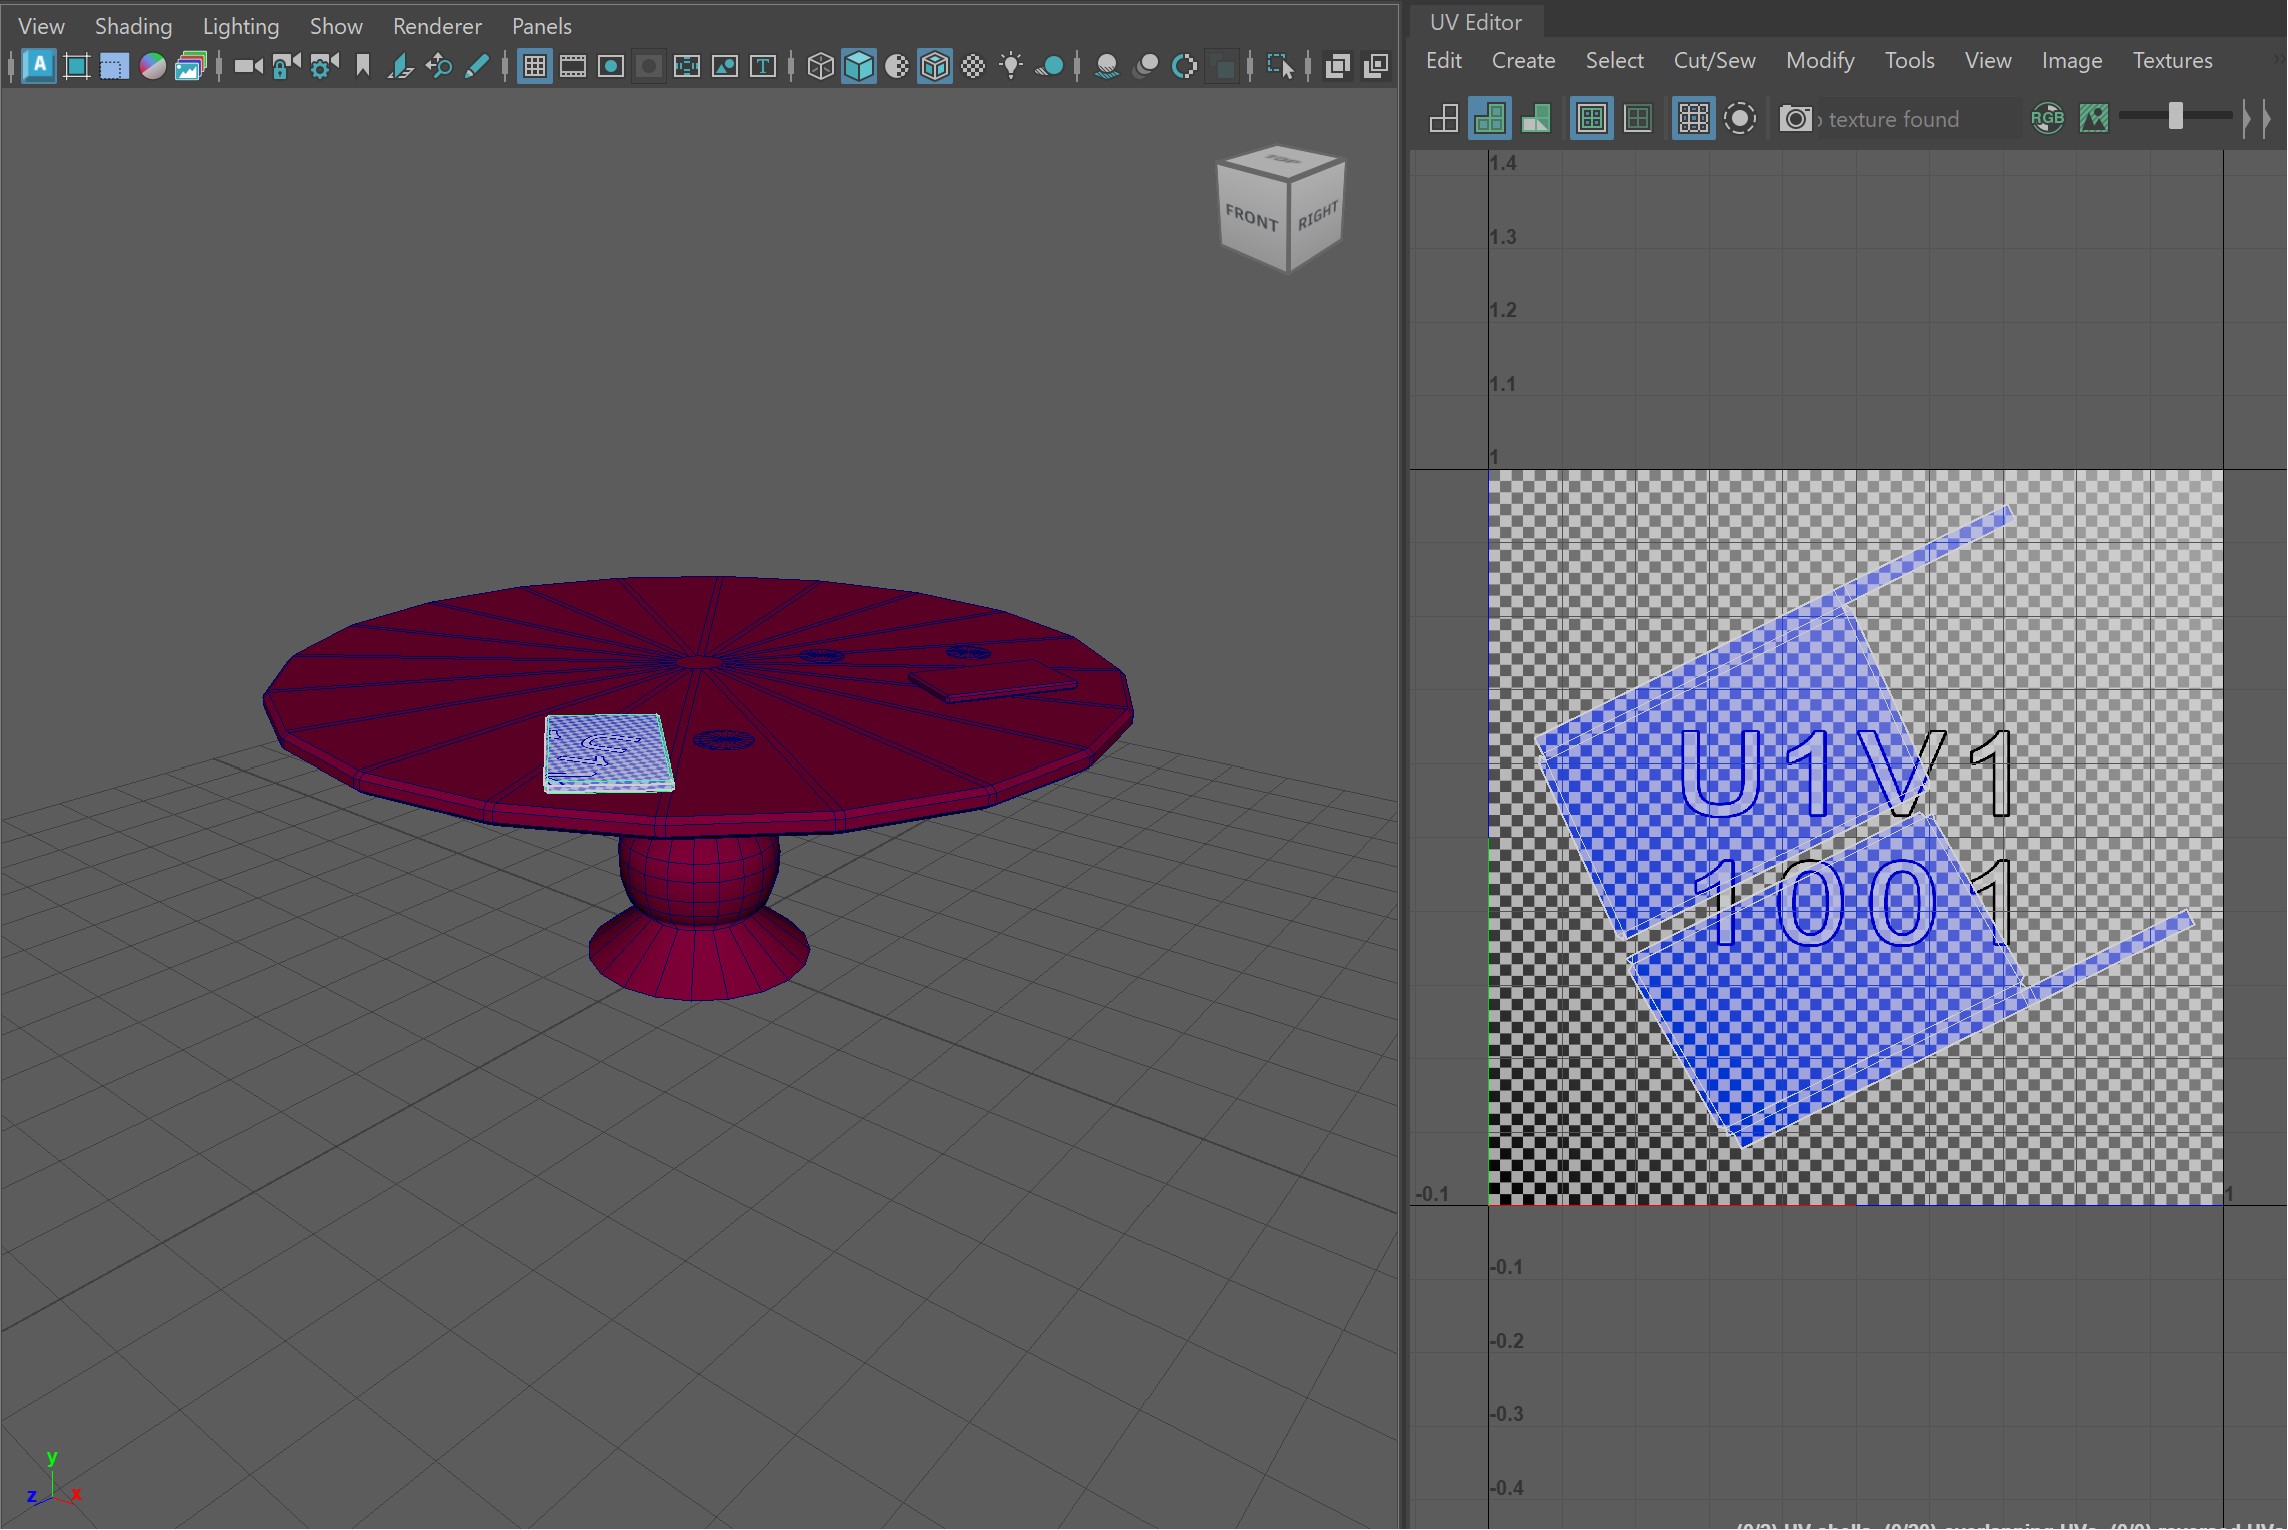 View Shading Lighting Show Renderer Panels
A T
TOP
FRONT RIGHT
y
z x
UV Editor
Edit Create Select Cut/Sew Modify Tools View Image Textures
texture found RGB
1.4
1.3
1.2
1.1
1
U1V1
1001
-0.1 1
-0.1
-0.2
-0.3
-0.4